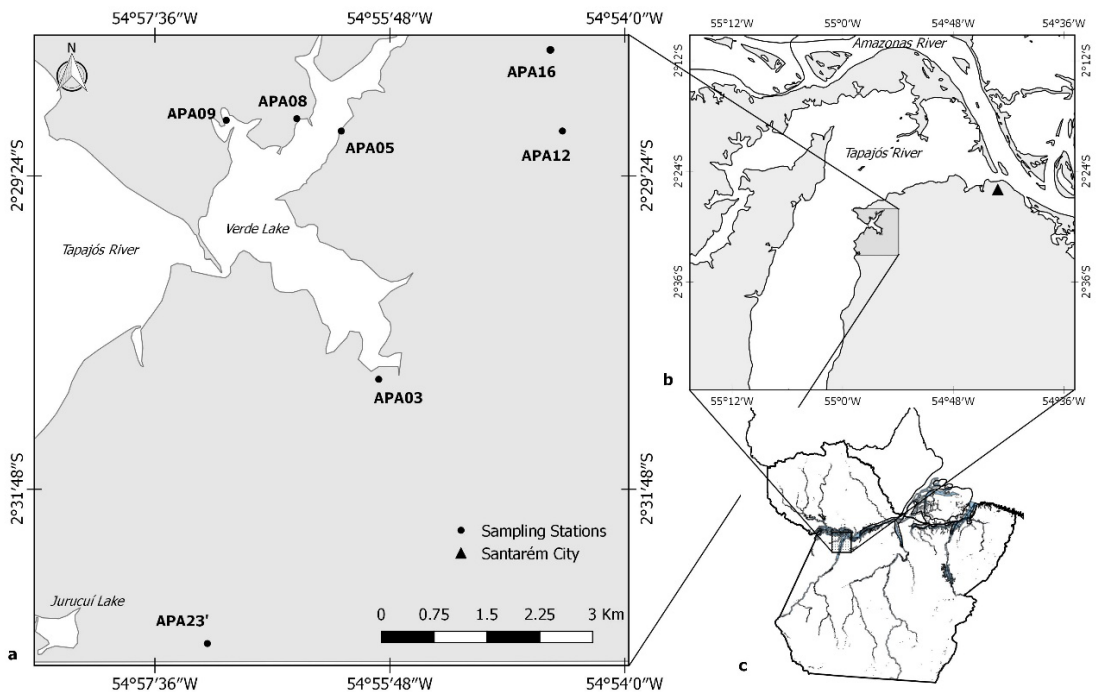 54°57'36"W 54°55'48"W 54°54'0"W
N
APA16
APA09
APA08
APA05
APA12
2°29'24"S
2°29'24"S
Verde Lake
Tapajós River
APA03
2°31'48"S
2°31'48"S
Sampling Stations
Santarém City
Jurucuí Lake
APA23'
0 0.75 1.5 2.25 3 Km
a
54°57'36"W 54°55'48"W 54°54'0"W
55°12'W 55°0'W 54°48'W 54°36'W
Amazonas River
2°12'S
2°12'S
Tapajós River
2°24'S
2°24'S
2°36'S
2°36'S
b
55°12'W 55°0'W 54°48'W 54°36'W
c